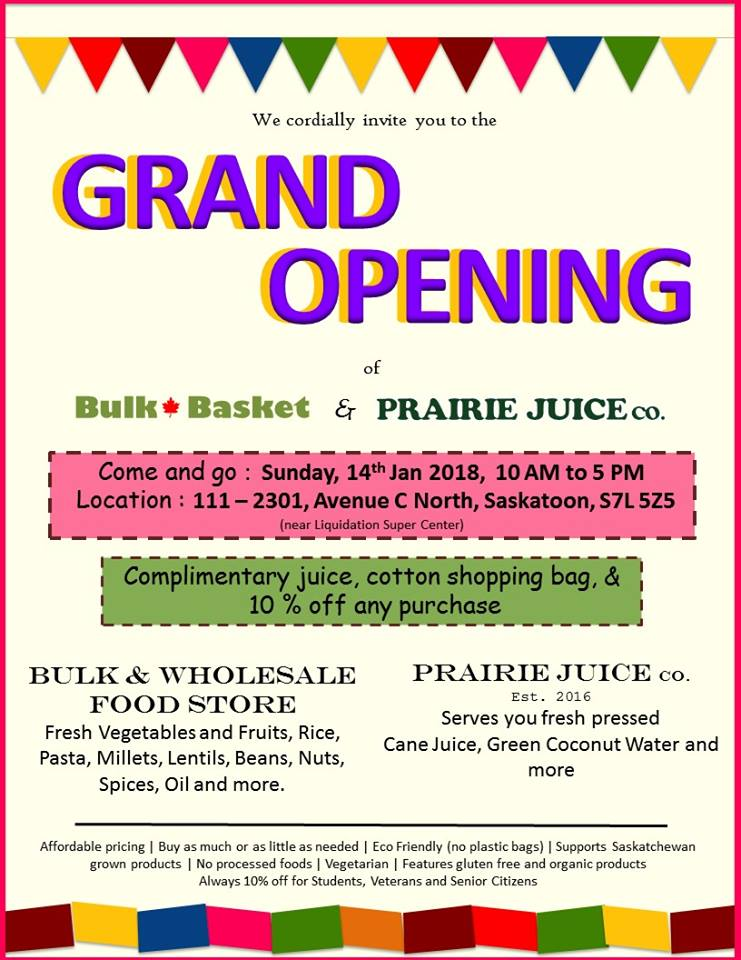 We cordially invite you to the
GRAND
OPENING
of
Bulk Basket & PRAIRIE JUICE co.
Come and go : Sunday, 14th Jan 2018, 10 AM to 5 PM
Location : 111 – 2301, Avenue C North, Saskatoon, S7L 5Z5
(near Liquidation Super Center)
Complimentary juice, cotton shopping bag, &
10 % off any purchase
BULK & WHOLESALE
FOOD STORE
Fresh Vegetables and Fruits, Rice,
Pasta, Millets, Lentils, Beans, Nuts,
Spices, Oil and more.
PRAIRIE JUICE co.
Est. 2016
Serves you fresh pressed
Cane Juice, Green Coconut Water and
more
Affordable pricing | Buy as much or as little as needed | Eco Friendly (no plastic bags) | Supports Saskatchewan
grown products | No processed foods | Vegetarian | Features gluten free and organic products
Always 10% off for Students, Veterans and Senior Citizens